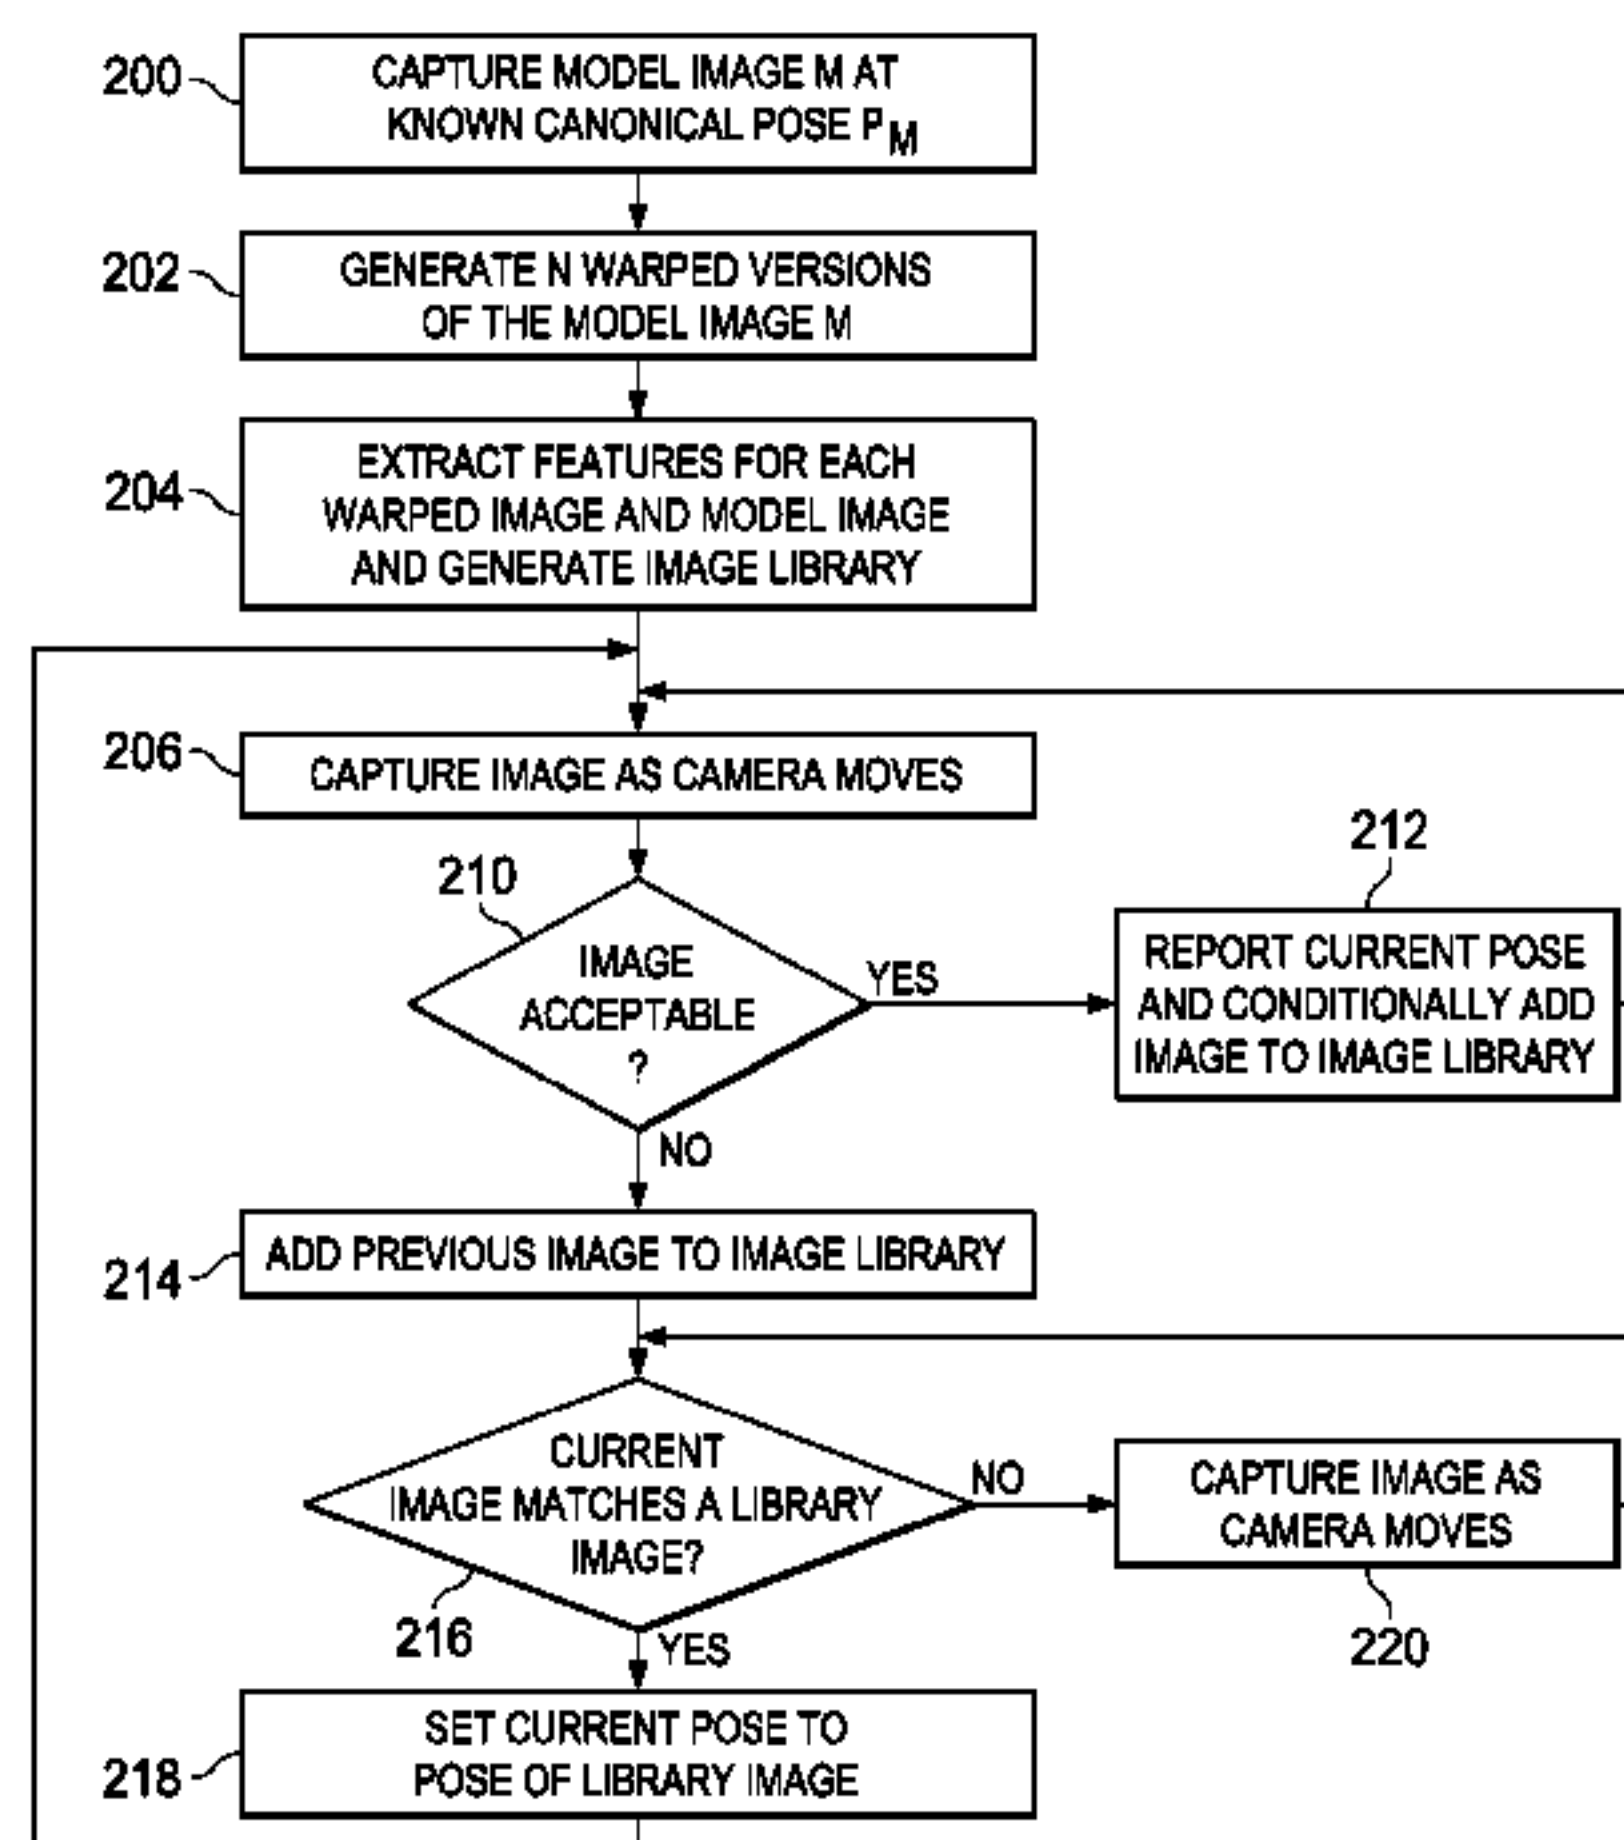 200
CAPTURE MODEL IMAGE M AT
KNOWN CANONICAL POSE PM
202
GENERATE N WARPED VERSIONS
OF THE MODEL IMAGE M
204
EXTRACT FEATURES FOR EACH
WARPED IMAGE AND MODEL IMAGE
AND GENERATE IMAGE LIBRARY
206
CAPTURE IMAGE AS CAMERA MOVES
210
IMAGE
ACCEPTABLE
?
YES
212
REPORT CURRENT POSE
AND CONDITIONALLY ADD
IMAGE TO IMAGE LIBRARY
NO
214
ADD PREVIOUS IMAGE TO IMAGE LIBRARY
CURRENT
IMAGE MATCHES A LIBRARY
IMAGE?
216
NO
CAPTURE IMAGE AS
CAMERA MOVES
220
YES
218
SET CURRENT POSE TO
POSE OF LIBRARY IMAGE